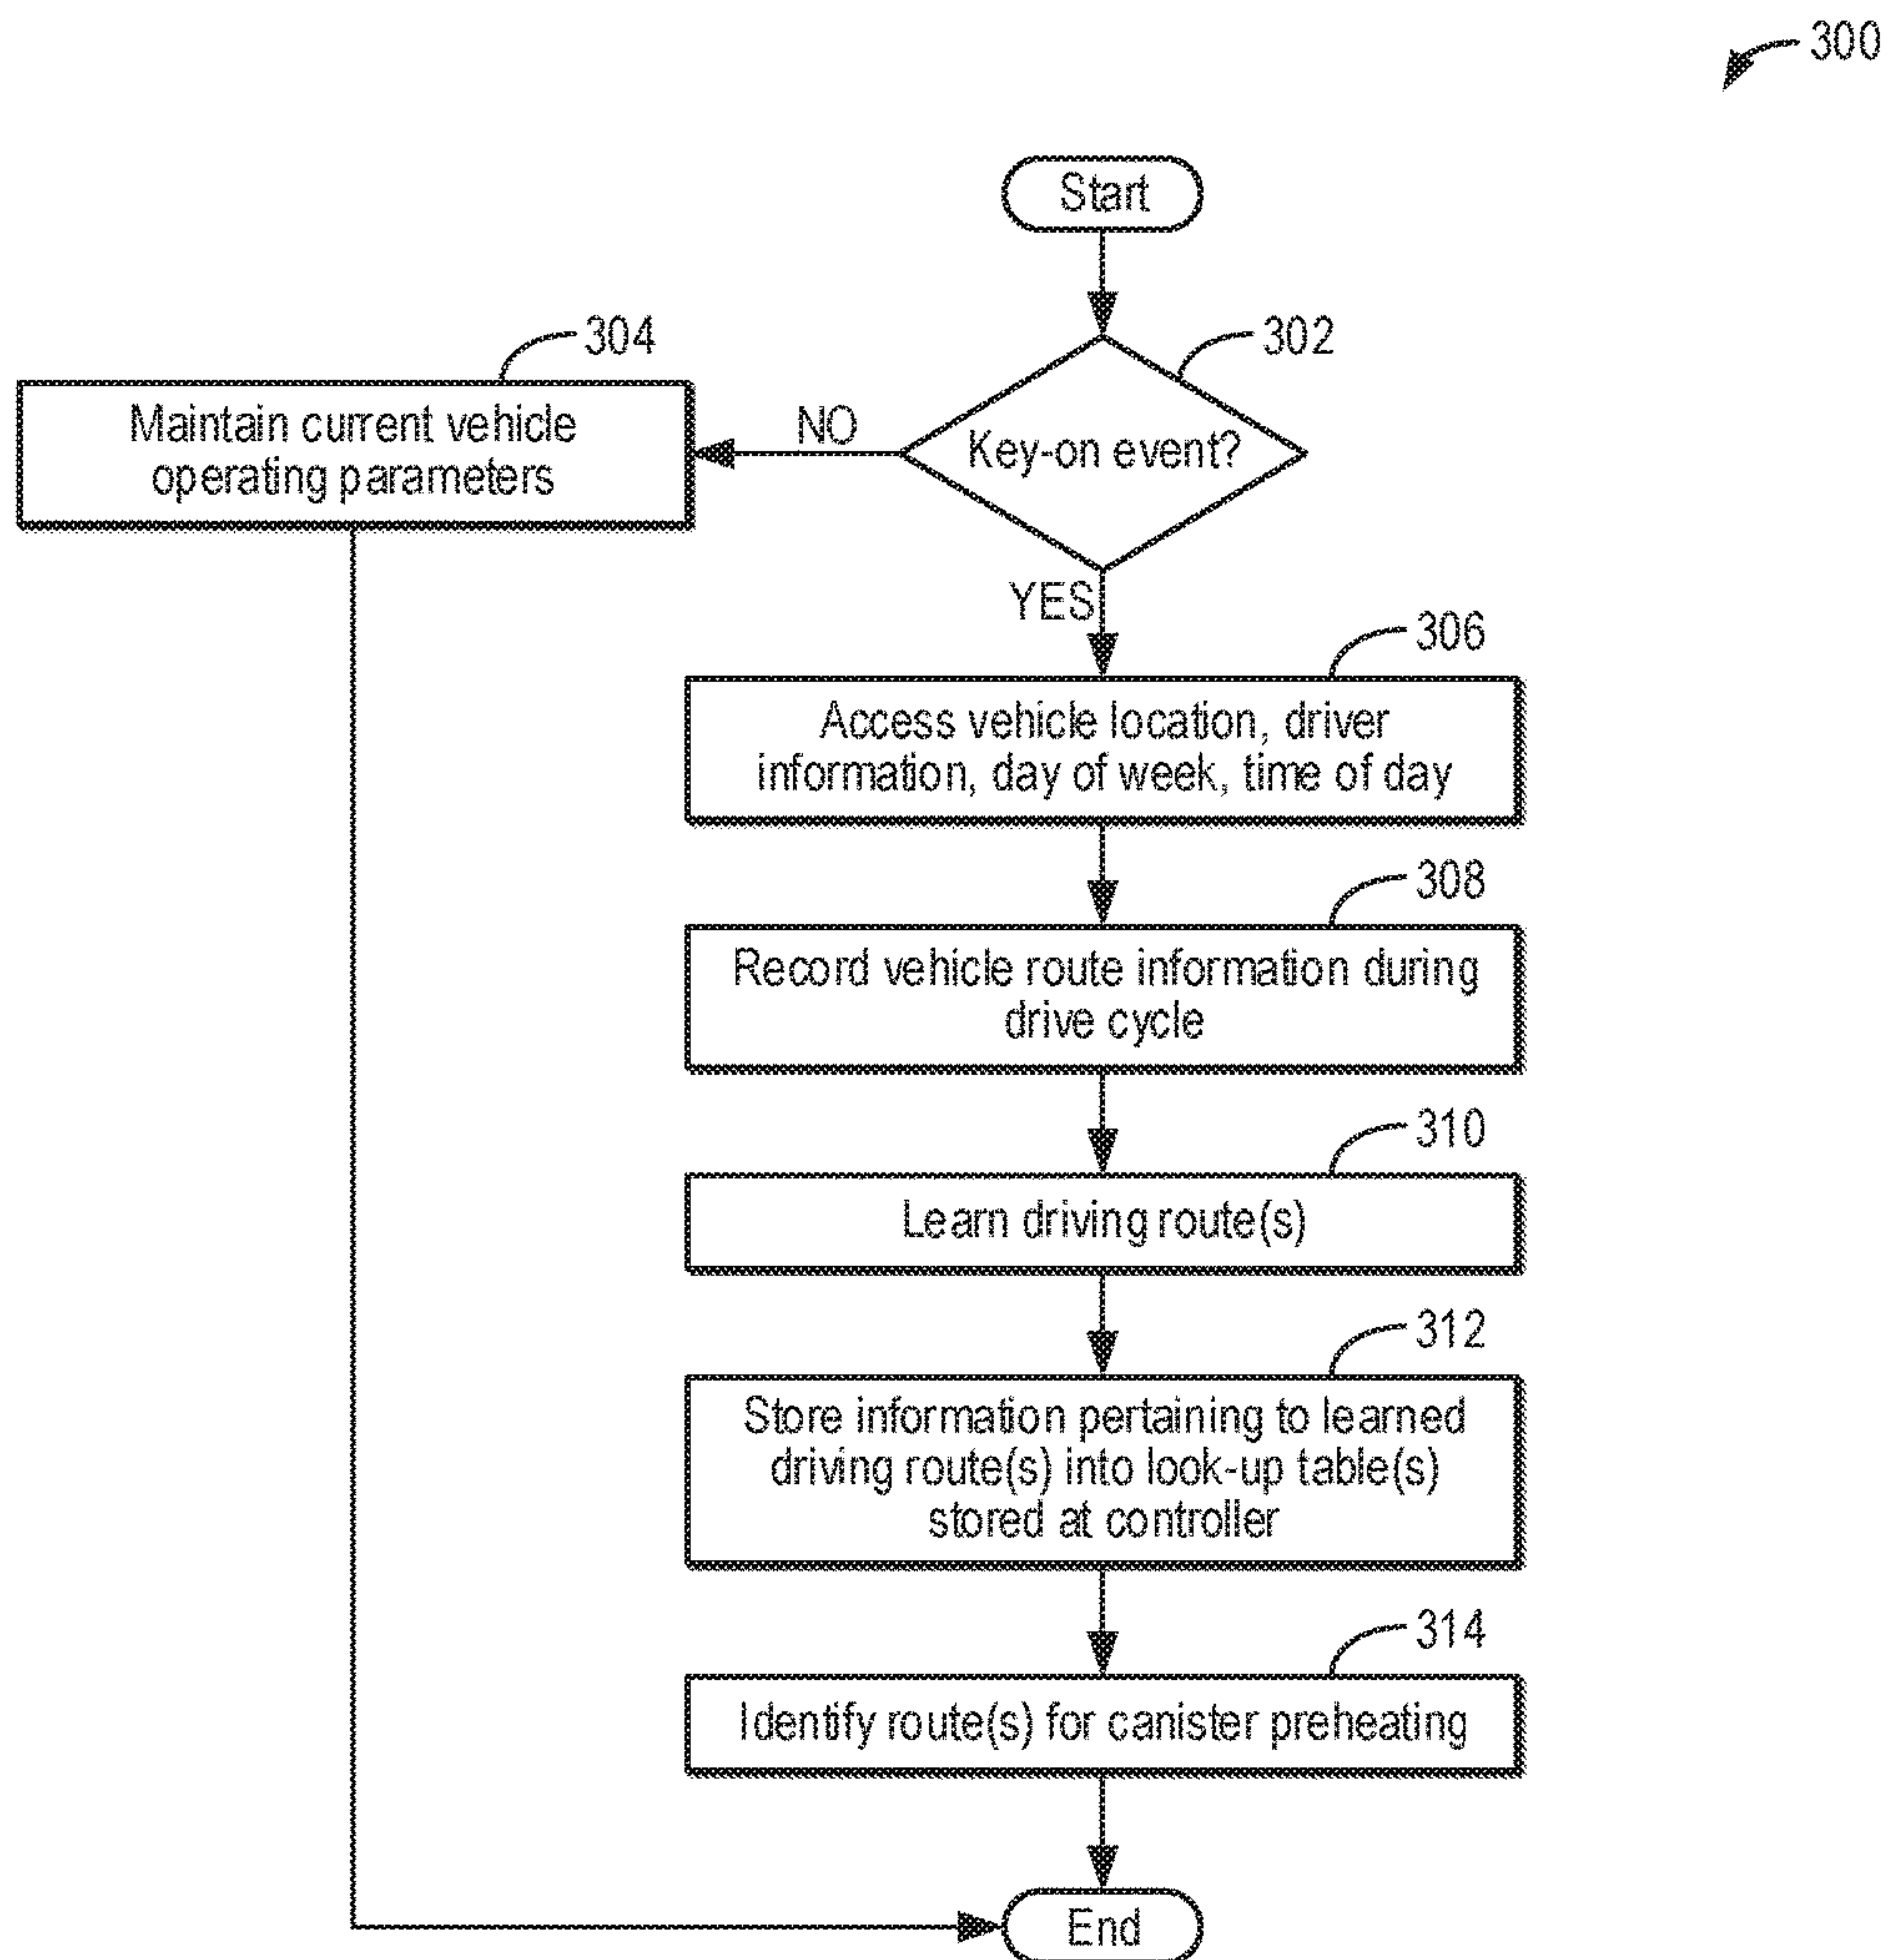 300
Start
304
302
Maintain current vehicle
operating parameters
NO
Key-on event?
YES
306
Access vehicle location, driver
information, day of week, time of day
308
Record vehicle route information during
drive cycle
310
Learn driving route(s)
312
Store information pertaining to learned
driving route(s) into look-up table(s)
stored at controller
314
Identify route(s) for canister preheating
End